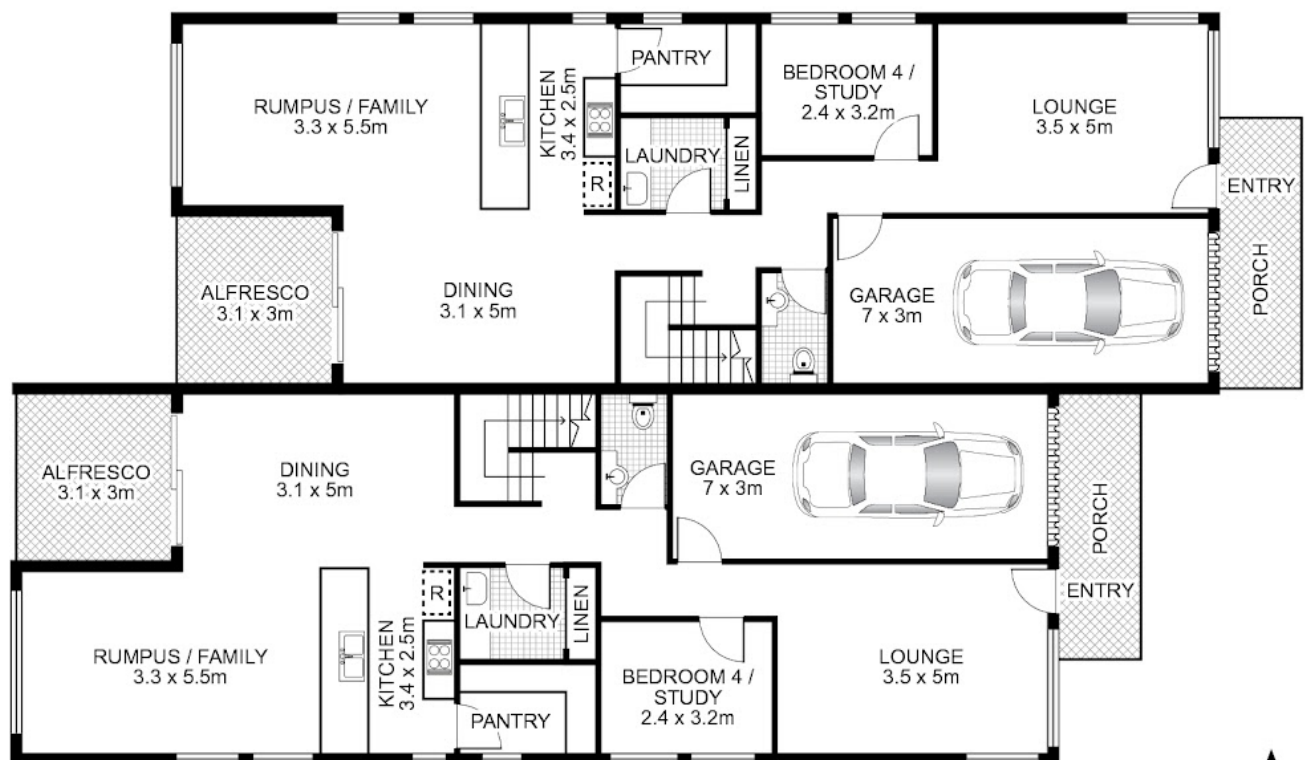 PANTRY
BEDROOM 4 /
STUDY
2.4 x 3.2m
RUMPUS / FAMILY
3.3 x 5.5m
KITCHEN
3.4 x 2.5m
LOUNGE
3.5 x 5m
LAUNDRY
LINEN
R
ENTRY
ALFRESCO
3.1 x 3m
DINING
3.1 x 5m
GARAGE
7 x 3m
PORCH
ALFRESCO
3.1 x 3m
DINING
3.1 x 5m
GARAGE
7 x 3m
PORCH
R
LAUNDRY
LINEN
ENTRY
RUMPUS / FAMILY
3.3 x 5.5m
KITCHEN
3.4 x 2.5m
LOUNGE
3.5 x 5m
BEDROOM 4 /
STUDY
2.4 x 3.2m
PANTRY